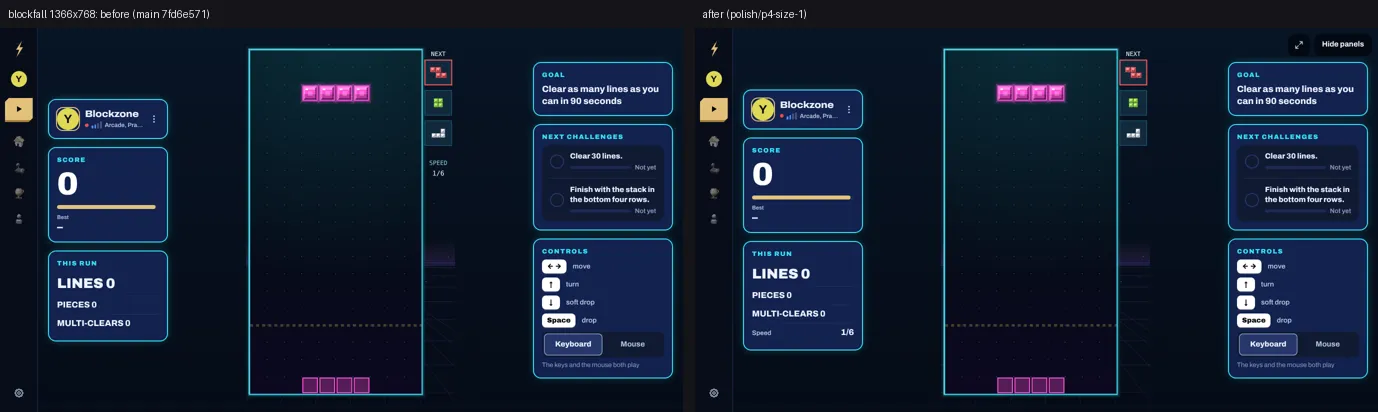 blockfall 1366x768: before (main 7fd6e571)
NEXT
Y
Y
Blockzone
Arcade, Pra...
SCORE
0
Best
–
THIS RUN
LINES 0
PIECES 0
MULTI-CLEARS 0
SPEED
1/6
GOAL
Clear as many lines as you
can in 90 seconds
NEXT CHALLENGES
Clear 30 lines.
Not yet
Finish with the stack in
the bottom four rows.
Not yet
CONTROLS
← → move
↑ turn
↓ soft drop
Space drop
Keyboard Mouse
The keys and the mouse both play
after (polish/p4-size-1)
Hide panels
NEXT
Y
Y
Blockzone
Arcade, Pra...
SCORE
0
Best
–
THIS RUN
LINES 0
PIECES 0
MULTI-CLEARS 0
Speed 1/6
GOAL
Clear as many lines as you
can in 90 seconds
NEXT CHALLENGES
Clear 30 lines.
Not yet
Finish with the stack in
the bottom four rows.
Not yet
CONTROLS
← → move
↑ turn
↓ soft drop
Space drop
Keyboard Mouse
The keys and the mouse both play